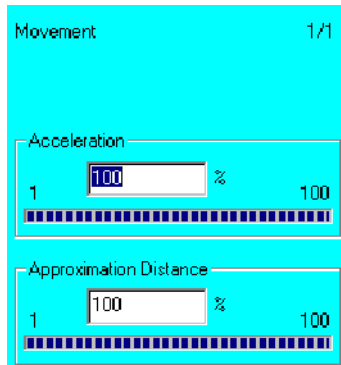 Movement 1/1
Acceleration
100 %
1 100
Approximation Distance
100 %
1 100